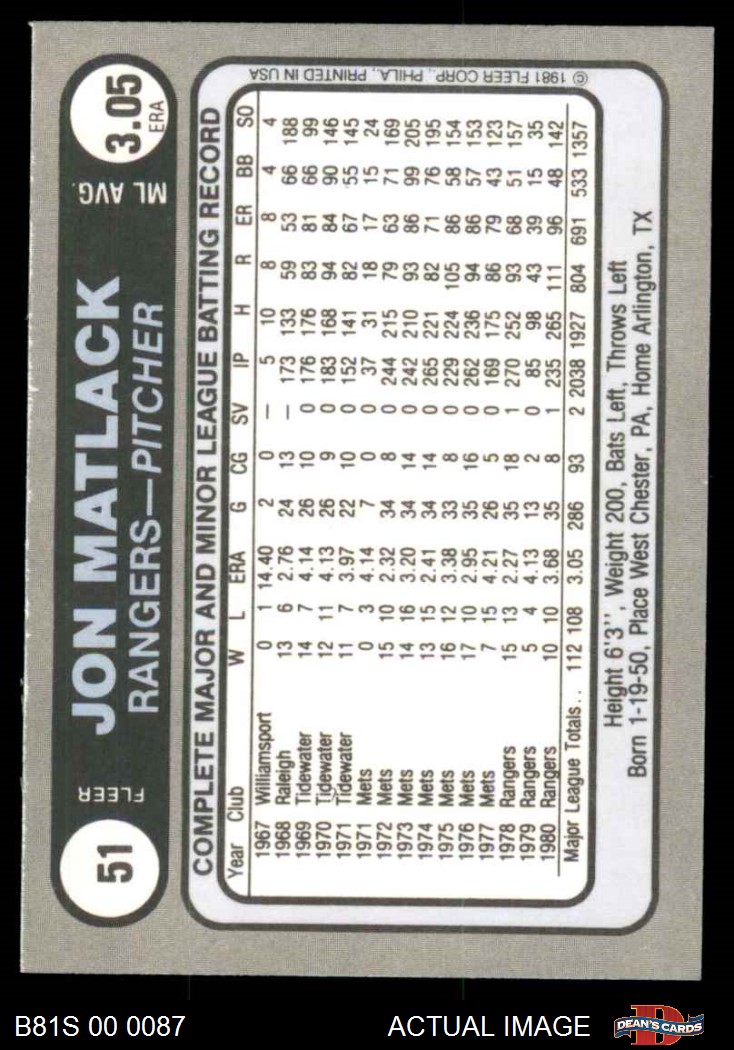 51
FLEER
JON MATLACK
RANGERS—PITCHER
ML AVG.
3.05
ERA
COMPLETE MAJOR AND MINOR LEAGUE BATTING RECORD
Year Club W L ERA G CG SV IP H R ER BB SO
1967 Williamsport 0 1 14.40 2 0 — 5 10 8 8 4 4
1968 Raleigh 13 6 2.76 24 13 — 173 133 59 53 66 188
1969 Tidewater 14 7 4.14 26 10 0 176 176 83 81 66 99
1970 Tidewater 12 11 4.13 26 9 0 183 168 94 84 90 146
1971 Tidewater 11 7 3.97 22 10 0 152 141 82 67 55 145
1971 Mets 0 3 4.14 7 0 0 37 31 18 17 15 24
1972 Mets 15 10 2.32 34 8 0 244 215 79 63 71 169
1973 Mets 14 16 3.20 34 14 0 242 210 93 86 99 205
1974 Mets 13 15 2.41 34 14 0 265 221 82 71 76 195
1975 Mets 16 12 3.38 33 8 0 229 224 105 86 58 154
1976 Mets 17 10 2.95 35 16 0 262 236 94 86 57 153
1977 Mets 7 15 4.21 26 5 0 169 175 86 79 43 123
1978 Rangers 15 13 2.27 35 18 1 270 252 93 68 51 157
1979 Rangers 5 4 4.13 13 2 0 85 98 43 39 15 35
1980 Rangers 10 10 3.68 35 8 1 235 265 111 96 48 142
Major League Totals . . 112 108 3.05 286 93 2 2038 1927 804 691 533 1357
© 1981 FLEER CORP., PHILA., PRINTED IN USA
Height 6'3'', Weight 200, Bats Left, Throws Left
Born 1-19-50, Place West Chester, PA, Home Arlington, TX
B81S 00 0087
ACTUAL IMAGE
D
DEAN'S CARDS